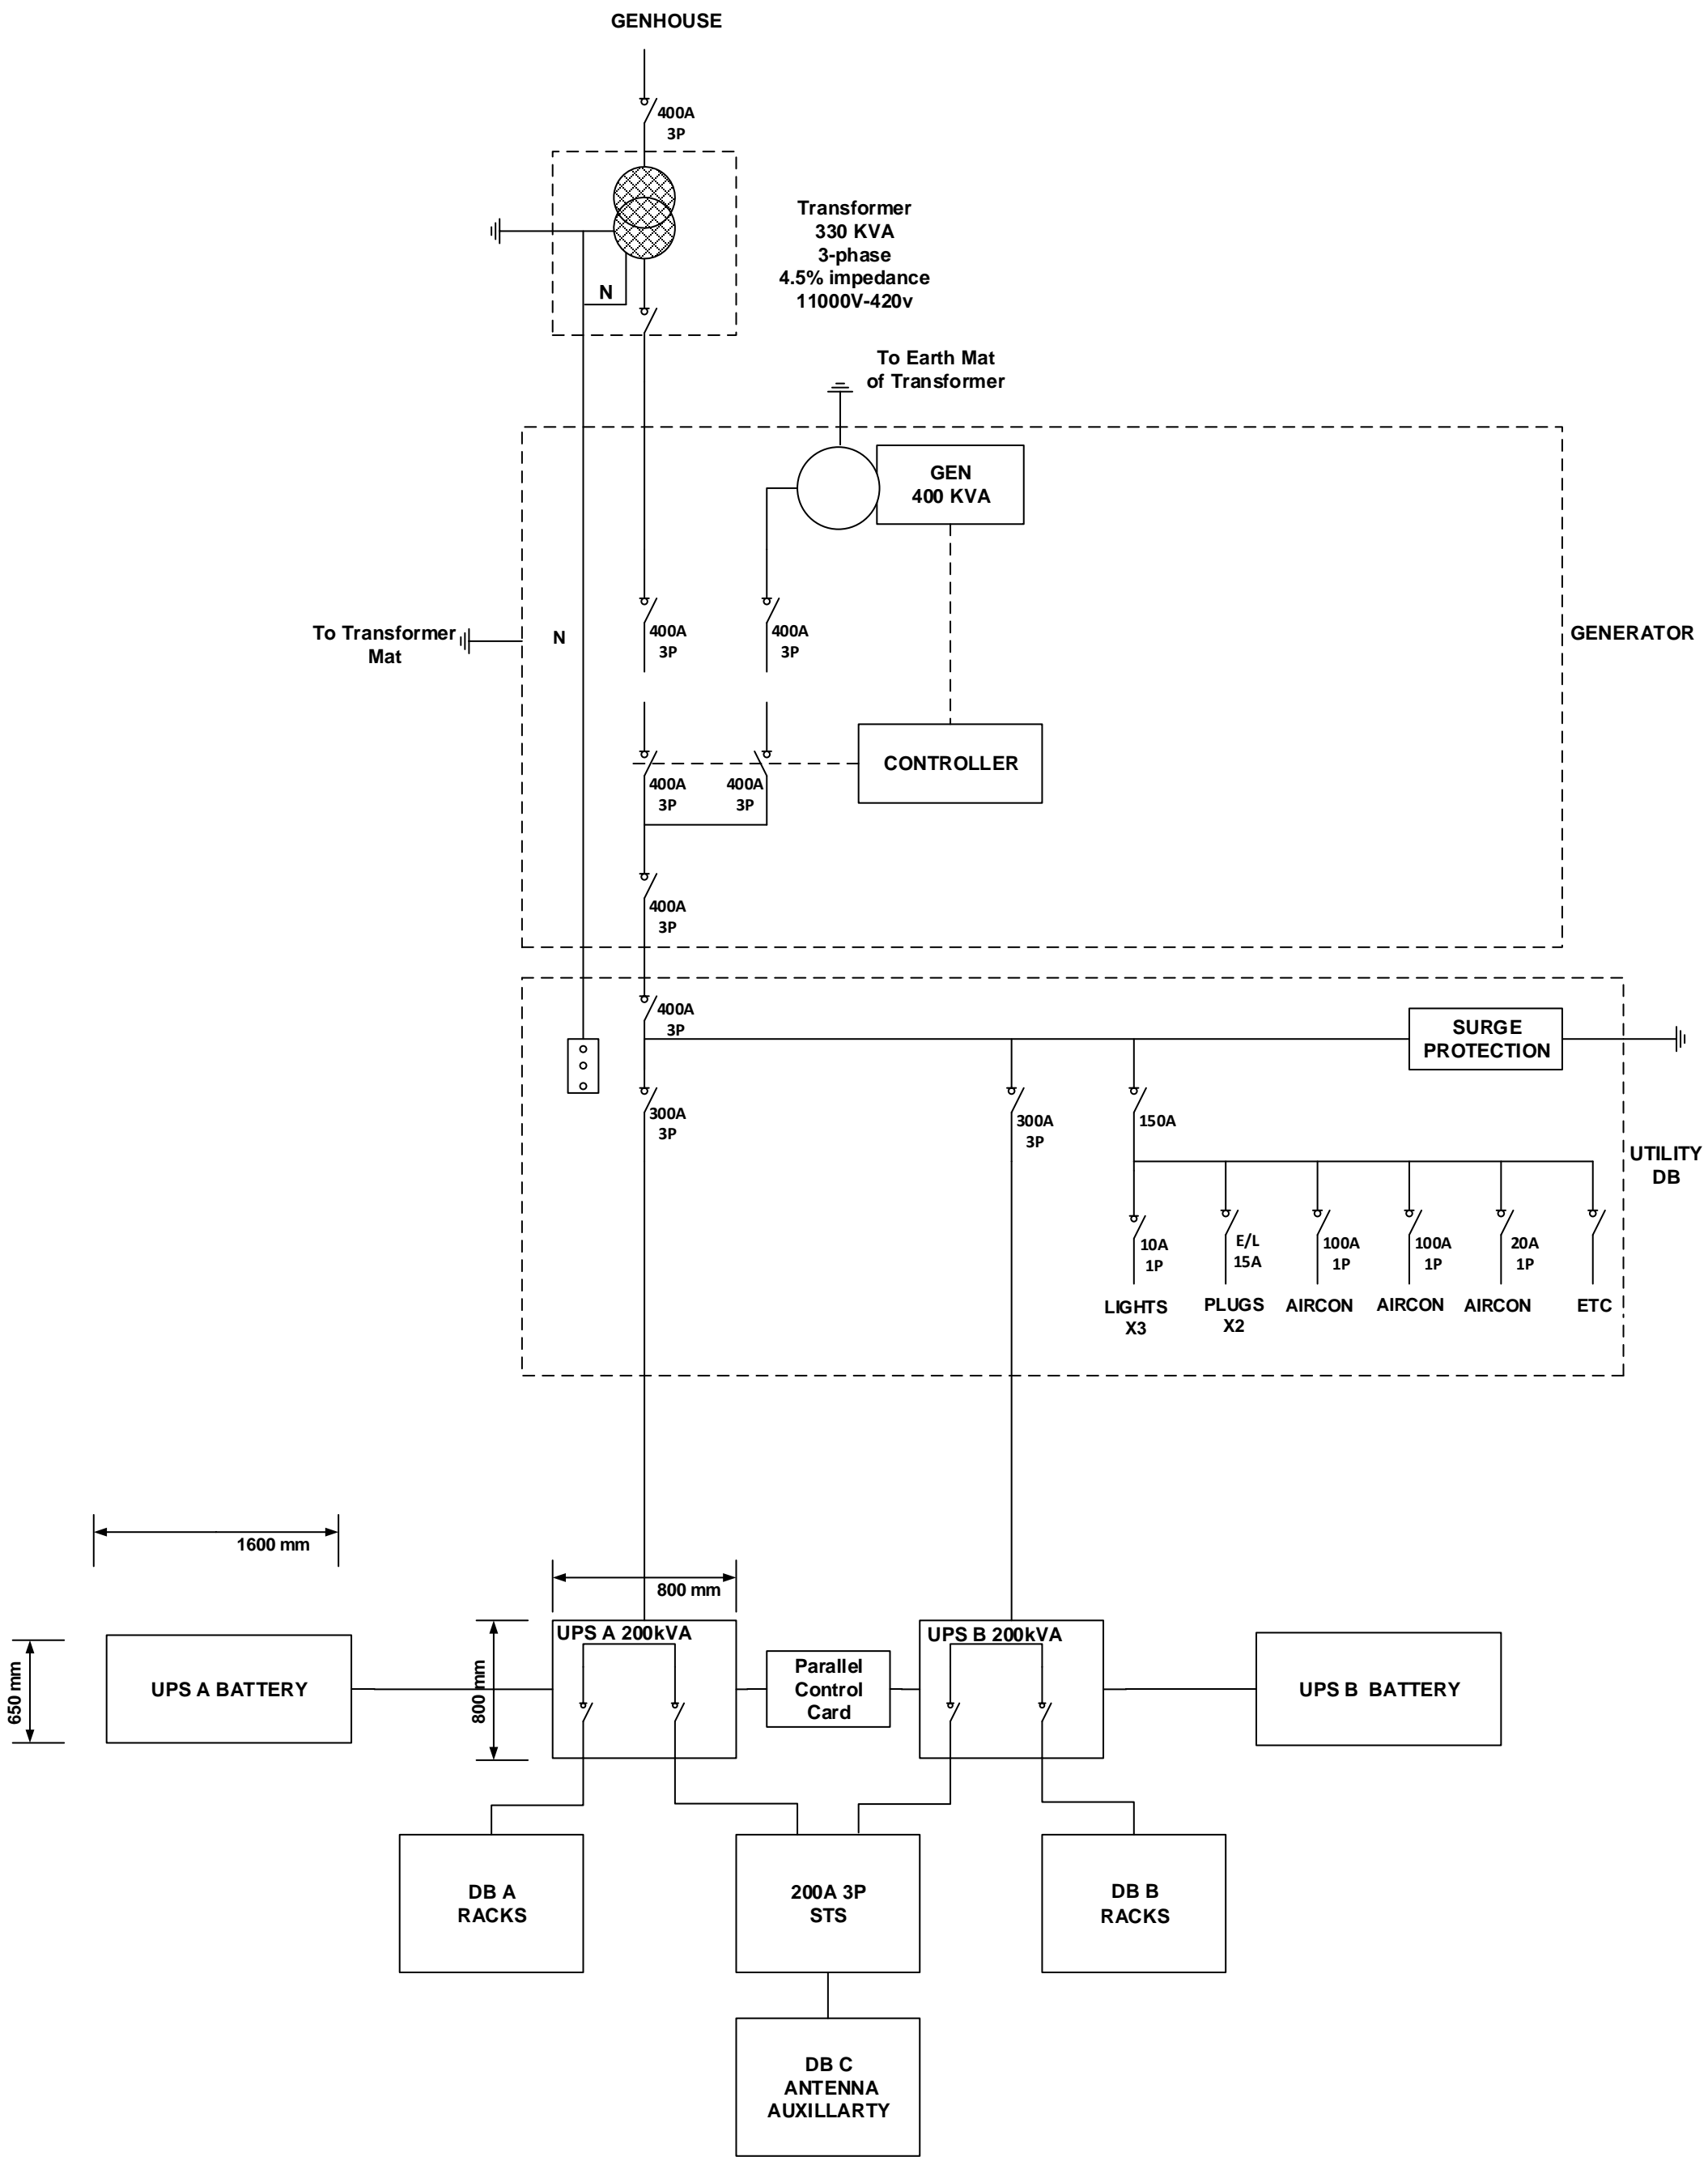 GENHOUSE
400A
3P
Transformer
330 KVA
3-phase
4.5% impedance
11000V-420v
N
To Earth Mat
of Transformer
GEN
400 KVA
To Transformer
Mat
N
400A
3P
400A
3P
GENERATOR
CONTROLLER
400A
3P
400A
3P
400A
3P
400A
3P
SURGE
PROTECTION
300A
3P
300A
3P
150A
UTILITY
DB
10A
1P
E/L
15A
100A
1P
100A
1P
20A
1P
LIGHTS
X3
PLUGS
X2
AIRCON
AIRCON
AIRCON
ETC
1600 mm
800 mm
650 mm
UPS A BATTERY
800 mm
UPS A 200kVA
Parallel
Control
Card
UPS B 200kVA
UPS B BATTERY
DB A
RACKS
200A 3P
STS
DB B
RACKS
DB C
ANTENNA
AUXILLARTY